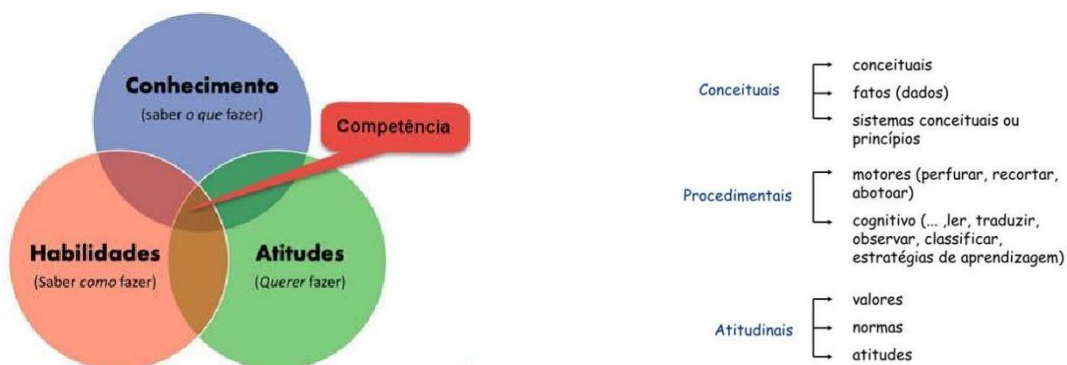 Conhecimento
(saber o que fazer)
Competência
Habilidades
(Saber como fazer)
Atitudes
(Querer fazer)
Conceituais
conceituais
fatos (dados)
sistemas conceituais ou
princípios
Procedimentais
motores (perfurar, recortar,
abotoar)
cognitivo (... ,ler, traduzir,
observar, classificar,
estratégias de aprendizagem)
Atitudinais
valores
normas
atitudes